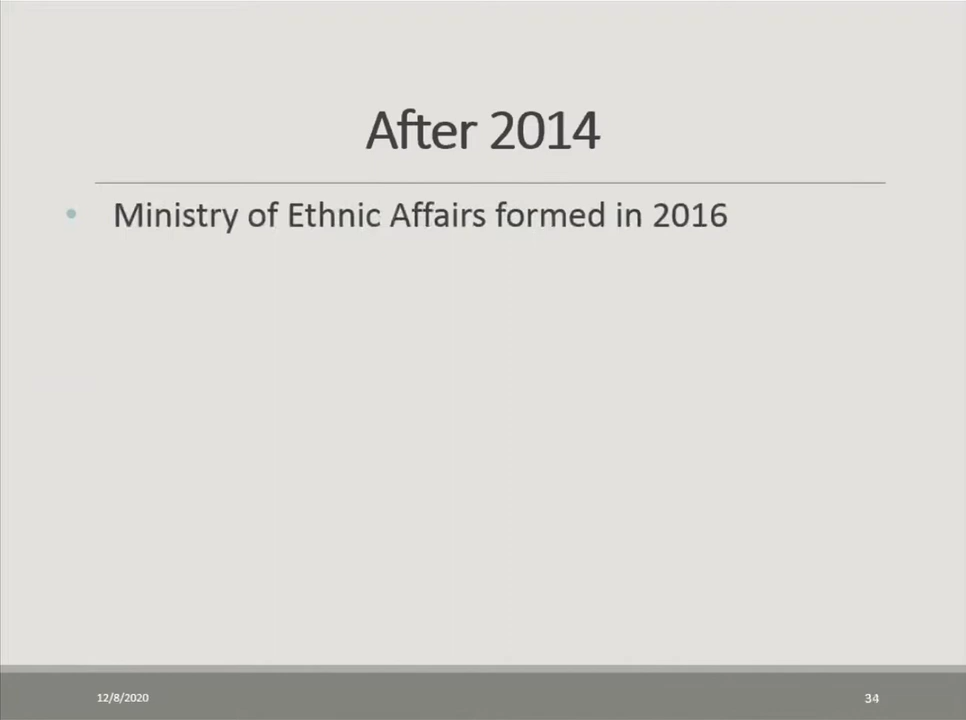 After 2014
• Ministry of Ethnic Affairs formed in 2016
12/8/2020
34